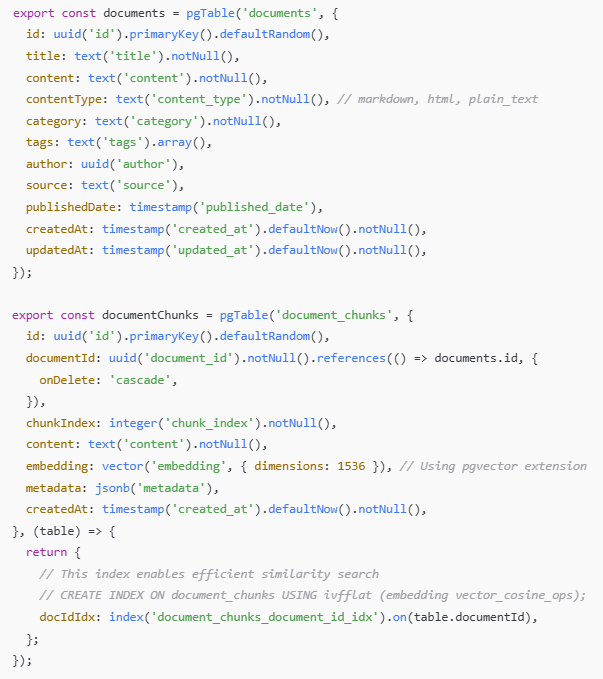 export const documents = pgTable('documents', {
  id: uuid('id').primaryKey().defaultRandom(),
  title: text('title').notNull(),
  content: text('content').notNull(),
  contentType: text('content_type').notNull(), // markdown, html, plain_text
  category: text('category').notNull(),
  tags: text('tags').array(),
  author: uuid('author'),
  source: text('source'),
  publishedDate: timestamp('published_date'),
  createdAt: timestamp('created_at').defaultNow().notNull(),
  updatedAt: timestamp('updated_at').defaultNow().notNull(),
});

export const documentChunks = pgTable('document_chunks', {
  id: uuid('id').primaryKey().defaultRandom(),
  documentId: uuid('document_id').notNull().references(() => documents.id, {
    onDelete: 'cascade',
  }),
  chunkIndex: integer('chunk_index').notNull(),
  content: text('content').notNull(),
  embedding: vector('embedding', { dimensions: 1536 }), // Using pgvector extension
  metadata: jsonb('metadata'),
  createdAt: timestamp('created_at').defaultNow().notNull(),
}, (table) => {
  return {
    // This index enables efficient similarity search
    // CREATE INDEX ON document_chunks USING ivfflat (embedding vector_cosine_ops);
    docIdIdx: index('document_chunks_document_id_idx').on(table.documentId),
  };
});